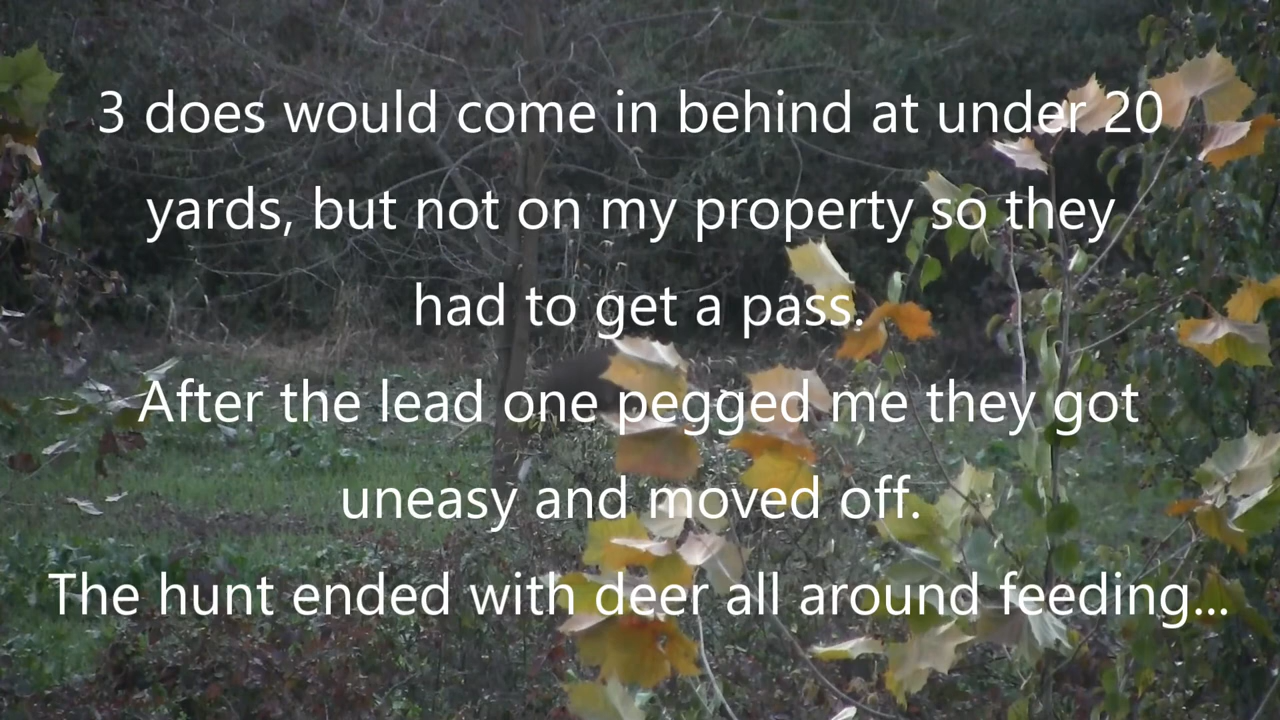 3 does would come in behind at under 20
yards, but not on my property so they
had to get a pass.
After the lead one pegged me they got
uneasy and moved off.
The hunt ended with deer all around feeding...